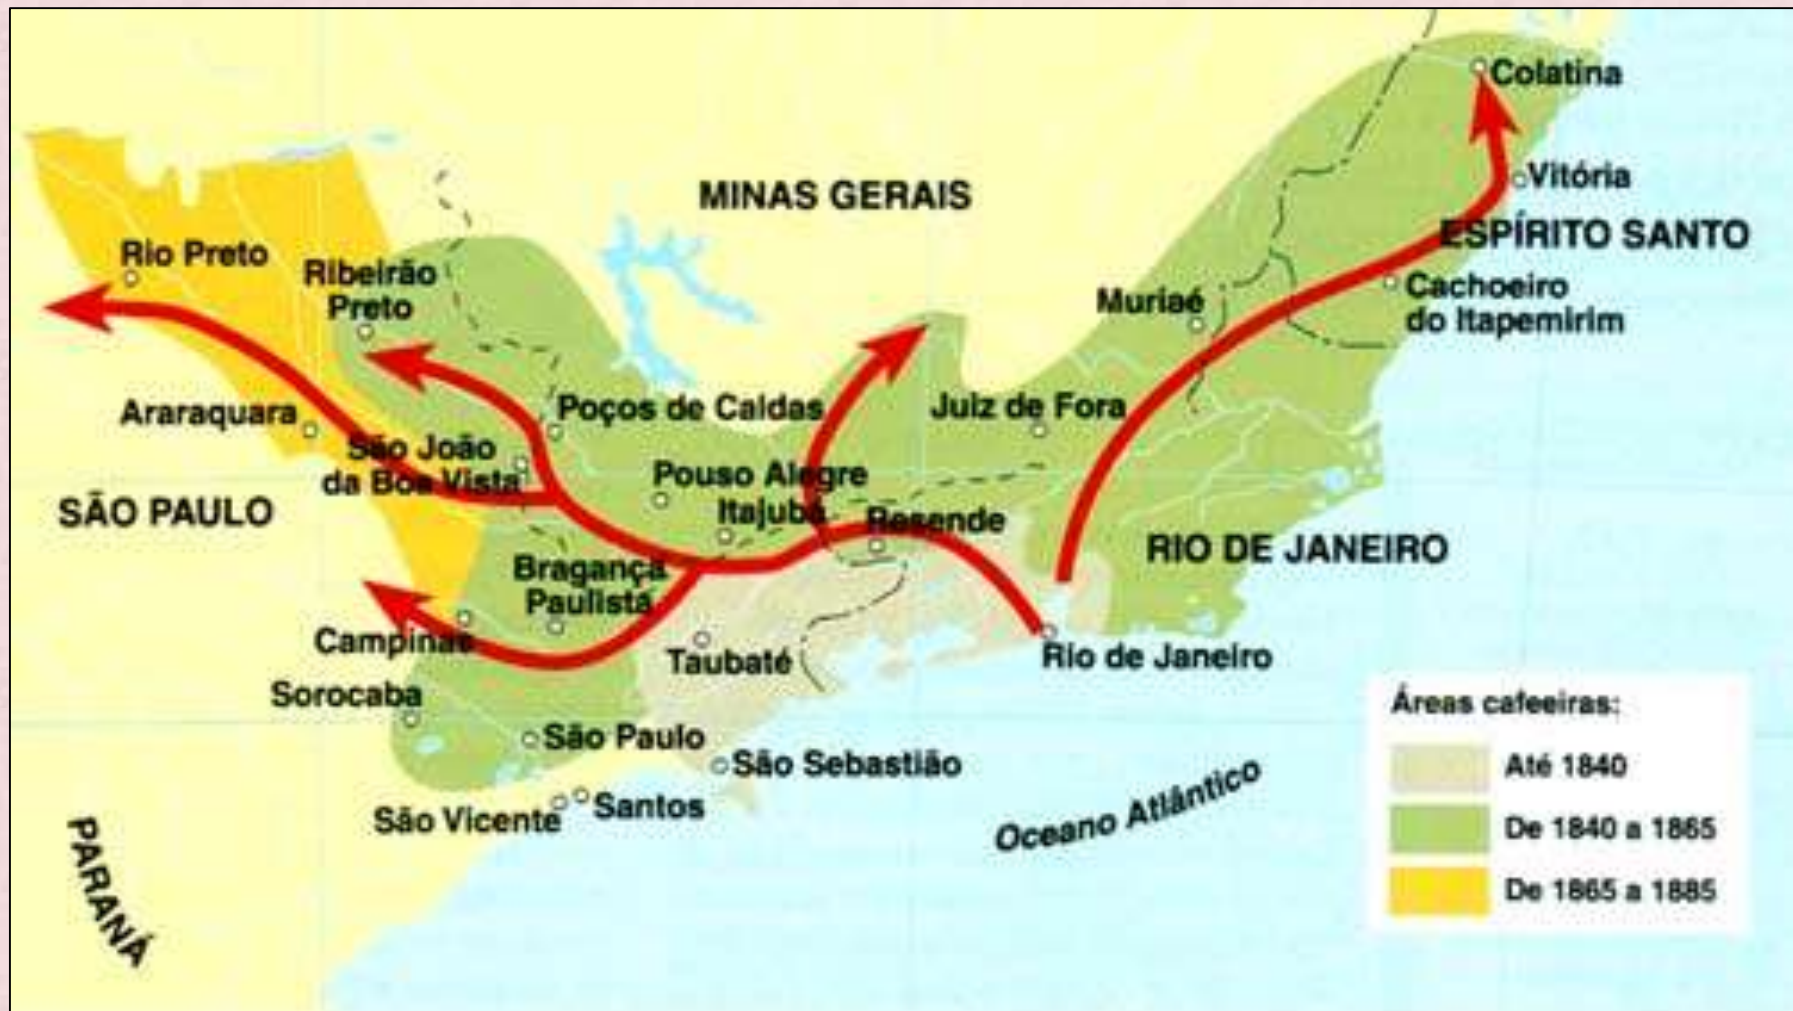 Colatina
Vitória
MINAS GERAIS
ESPÍRITO SANTO
Rio Preto
Ribeirão
Preto
Muriaé
Cachoeiro
do Itapemirim
Araraquara
Poços de Caldas
Juiz de Fora
São João
da Boa Vista
Pouso Alegre
Itajubá
SÃO PAULO
Resende
RIO DE JANEIRO
Bragança
Paulista
Campinas
Taubaté
Rio de Janeiro
Sorocaba
São Paulo
São Sebastião
São Vicente
Santos
Oceano Atlântico
PARANÁ
Áreas cafeeiras:
Até 1840
De 1840 a 1865
De 1865 a 1885